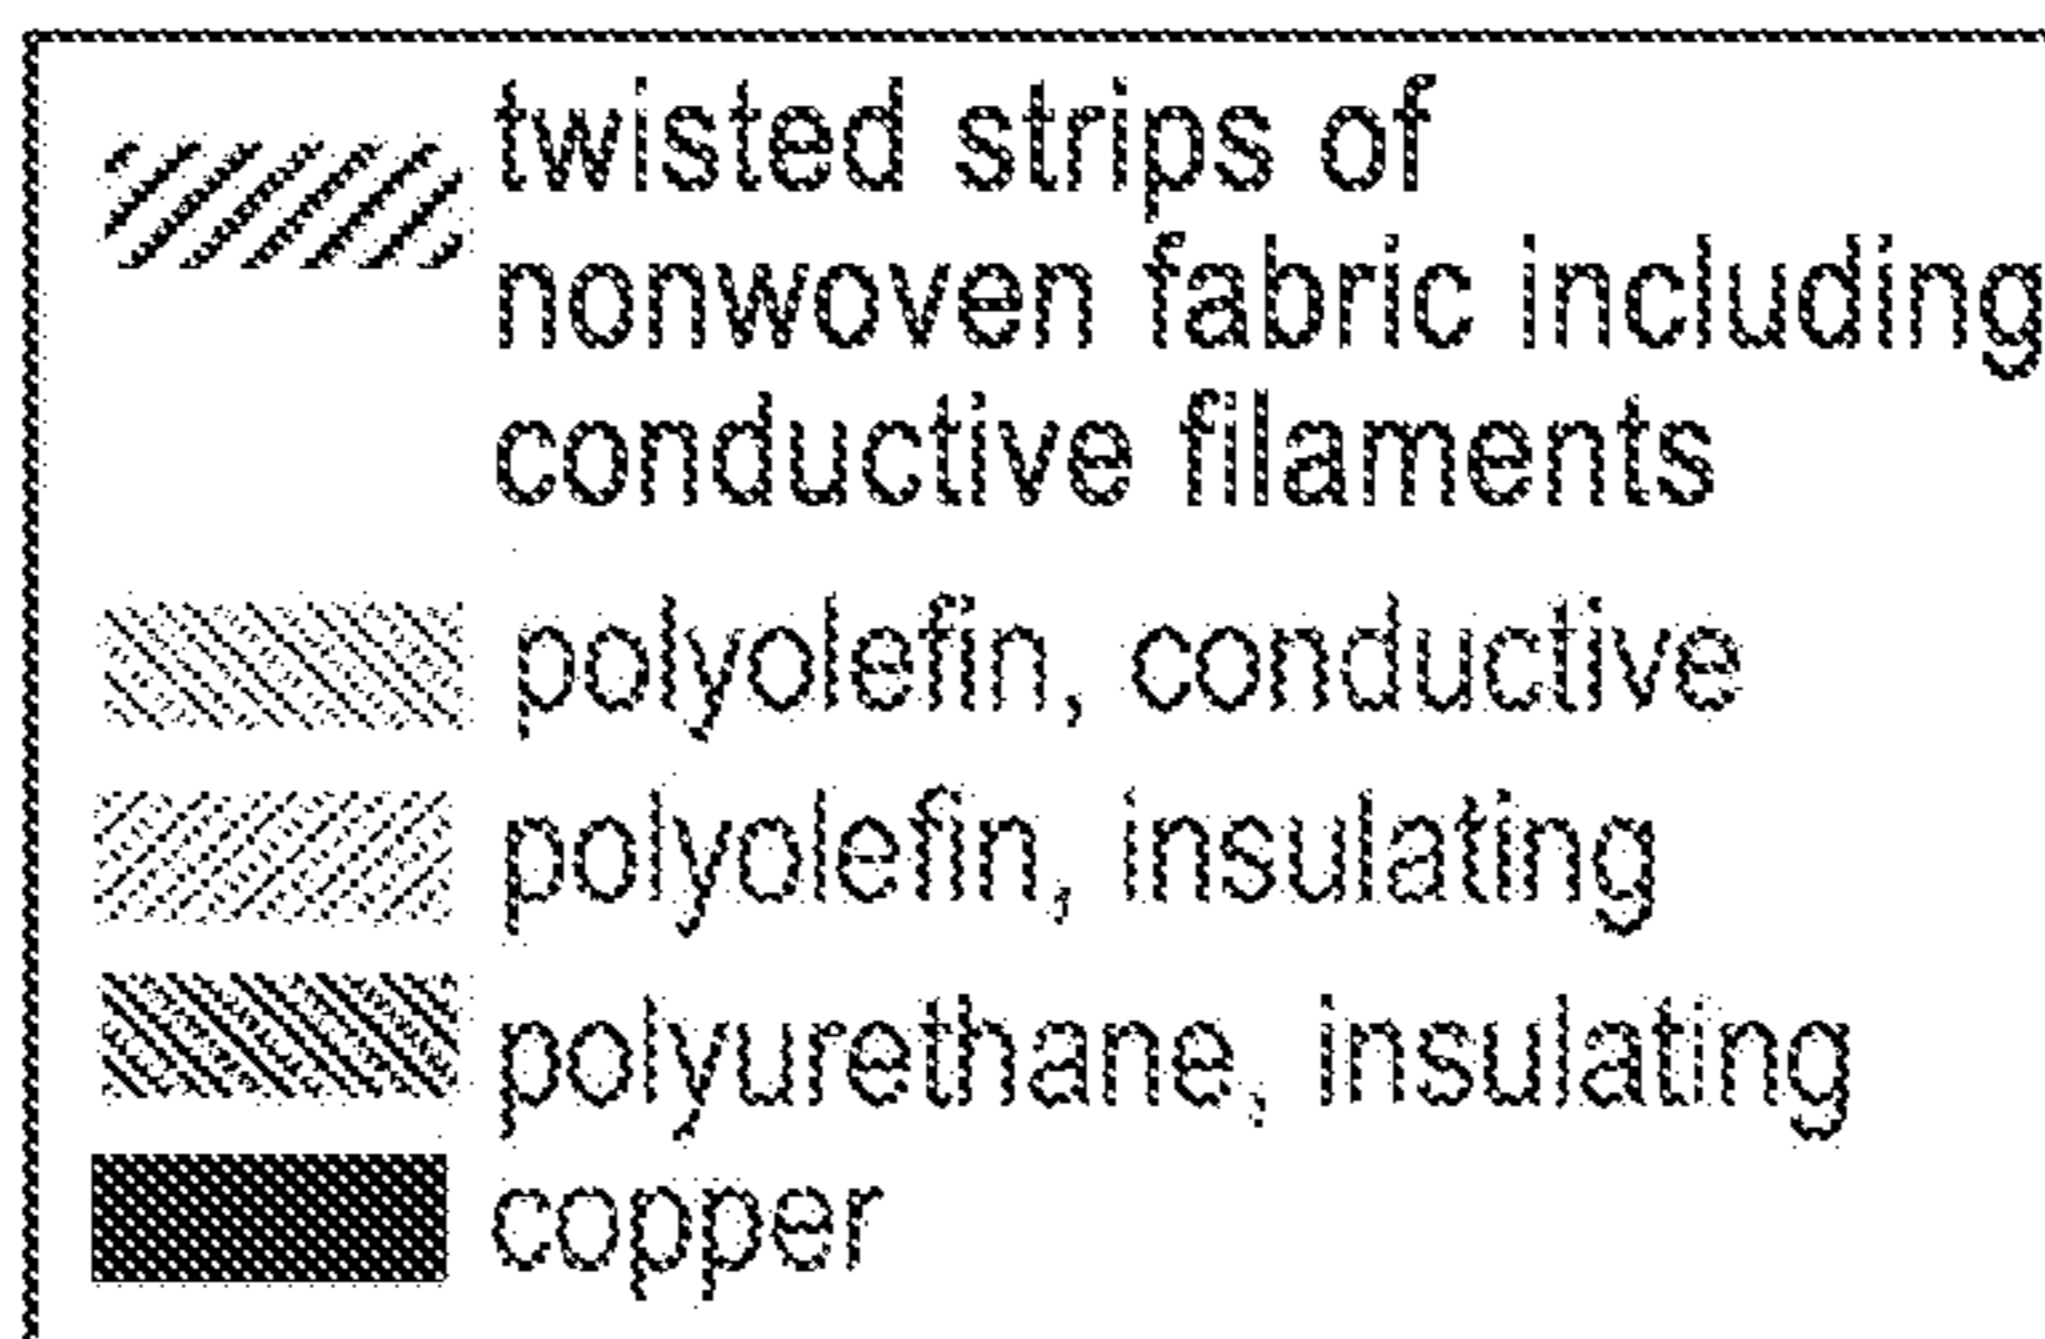 twisted strips of
nonwoven fabric including
conductive filaments
polyolefin, conductive
polyolefin, insulating
polyurethane, insulating
copper